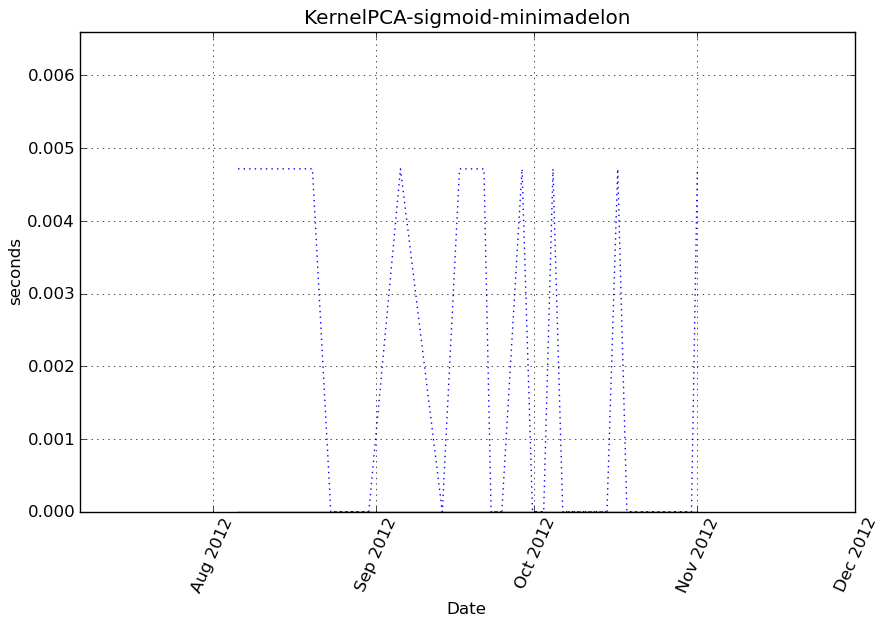 KernelPCA-sigmoid-minimadelon
0.006
0.005
0.004
0.003
0.002
0.001
0.000
seconds
Aug 2012
Sep 2012
Oct 2012
Nov 2012
Dec 2012
Date